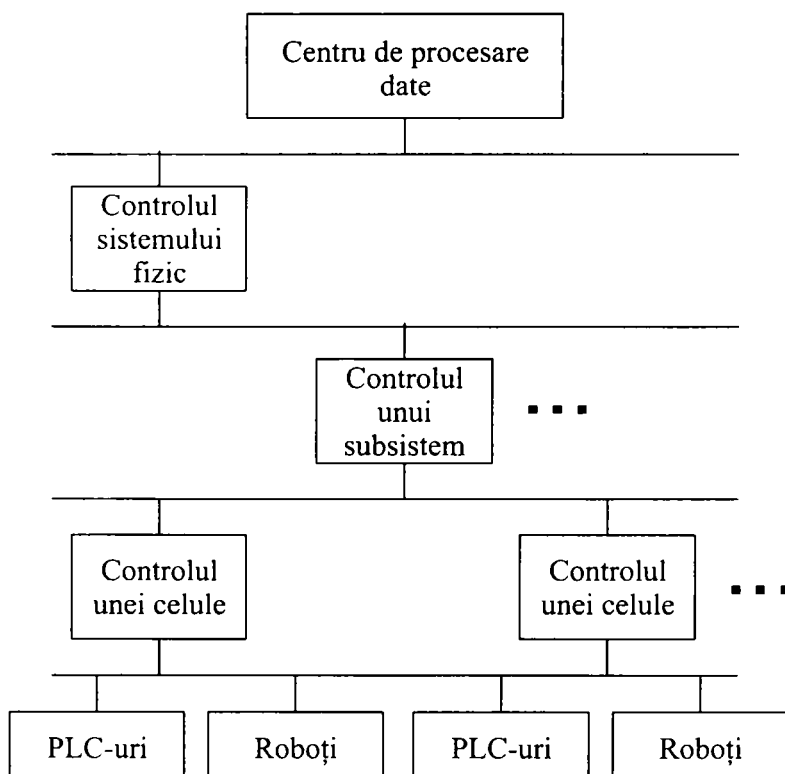 Centru de procesare
date
Controlul
sistemului
fizic
Controlul
unui
subsistem
Controlul
unei celule
Controlul
unei celule
PLC-uri
Roboți
PLC-uri
Roboți